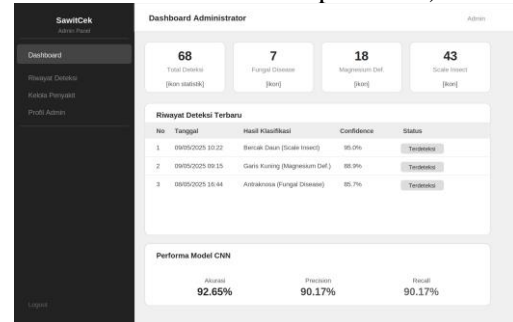 SawitCek
Admin Panel
Dashboard
Riwayat Deteksi
Kelola Penyakit
Profil Admin
Logout
Dashboard Administrator
Admin
68
Total Deteksi
[ikon statistik]
7
Fungal Disease
[ikon]
18
Magnesium Def.
[ikon]
43
Scale Insect
[ikon]
Riwayat Deteksi Terbaru
No Tanggal Hasil Klasifikasi Confidence Status
1 09/05/2025 10:22 Bercak Daun (Scale Insect) 95.0% Terdeteksi
2 09/05/2025 09:15 Garis Kuning (Magnesium Def.) 88.9% Terdeteksi
3 08/05/2025 16:44 Antraknosa (Fungal Disease) 85.7% Terdeteksi
Performa Model CNN
Akurasi Precision Recall
92.65% 90.17% 90.17%